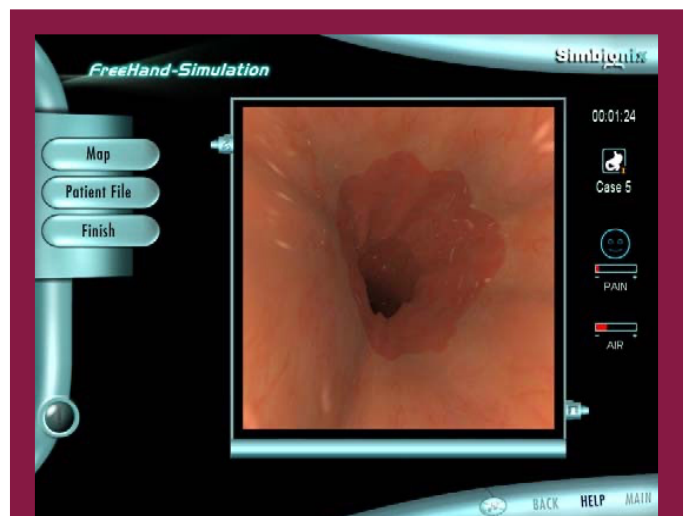 Simbionix
FreeHand-Simulation
00:01:24
Map
Case 5
Patient File
Finish
PAIN
AIR
BACK HELP MAIN